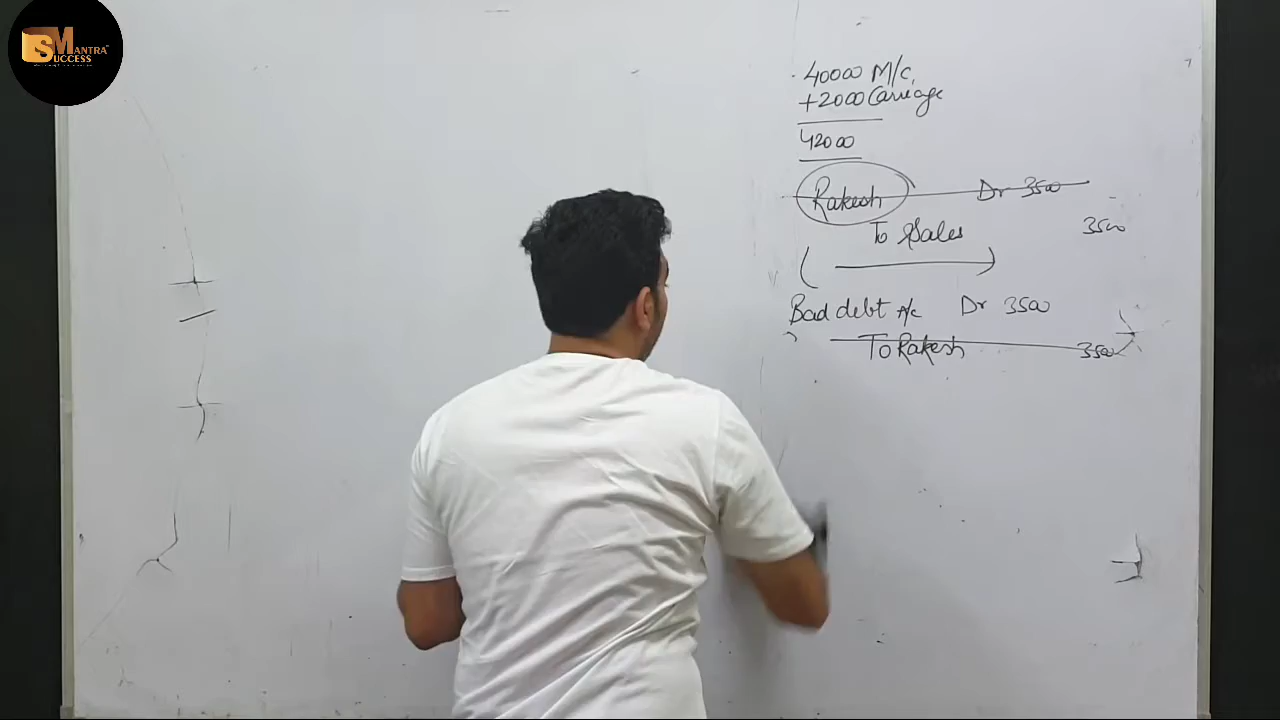 MANTRA
SUCCESS
40000 M/c,
+2000 Carriage
42000
Rakesh Dr 3500
To Sales 3500
Bad debt A/c Dr 3500
To Rakesh 3500